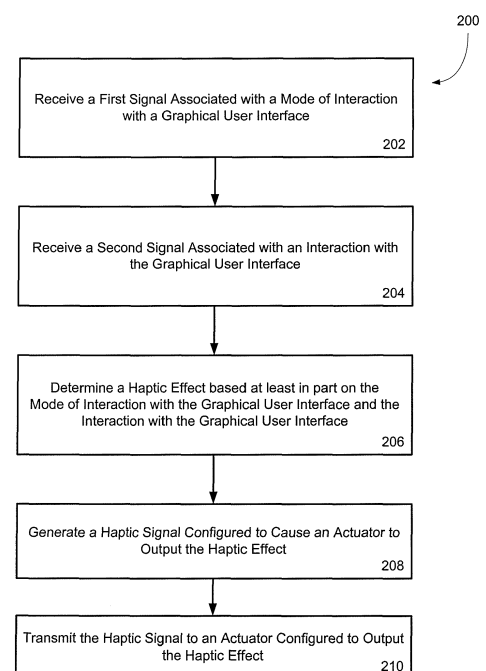 200
Receive a First Signal Associated with a Mode of Interaction
with a Graphical User Interface
202
Receive a Second Signal Associated with an Interaction with
the Graphical User Interface
204
Determine a Haptic Effect based at least in part on the
Mode of Interaction with the Graphical User Interface and the
Interaction with the Graphical User Interface
206
Generate a Haptic Signal Configured to Cause an Actuator to
Output the Haptic Effect
208
Transmit the Haptic Signal to an Actuator Configured to Output
the Haptic Effect
210